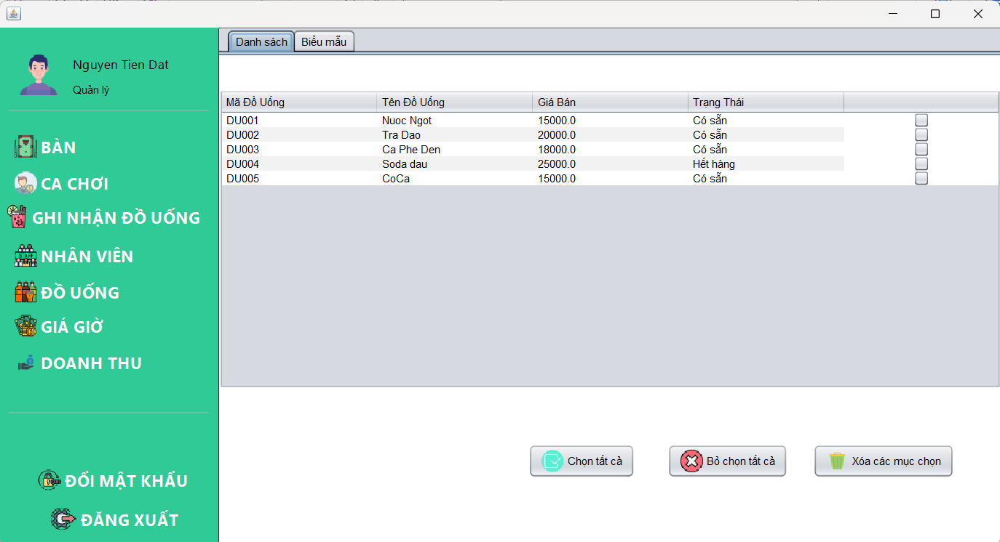 Nguyen Tien Dat
Quản lý
BÀN
CA CHƠI
GHI NHẬN ĐỒ UỐNG
STAFF
NHÂN VIÊN
ĐỒ UỐNG
GIÁ GIỜ
DOANH THU
ĐỔI MẬT KHẨU
ĐĂNG XUẤT
Danh sách Biểu mẫu
Mã Đồ Uống Tên Đồ Uống Giá Bán Trạng Thái
DU001 Nuoc Ngot 15000.0 Có sẵn
DU002 Tra Dao 20000.0 Có sẵn
DU003 Ca Phe Den 18000.0 Có sẵn
DU004 Soda dau 25000.0 Hết hàng
DU005 CoCa 15000.0 Có sẵn
Chọn tất cả Bỏ chọn tất cả Xóa các mục chọn